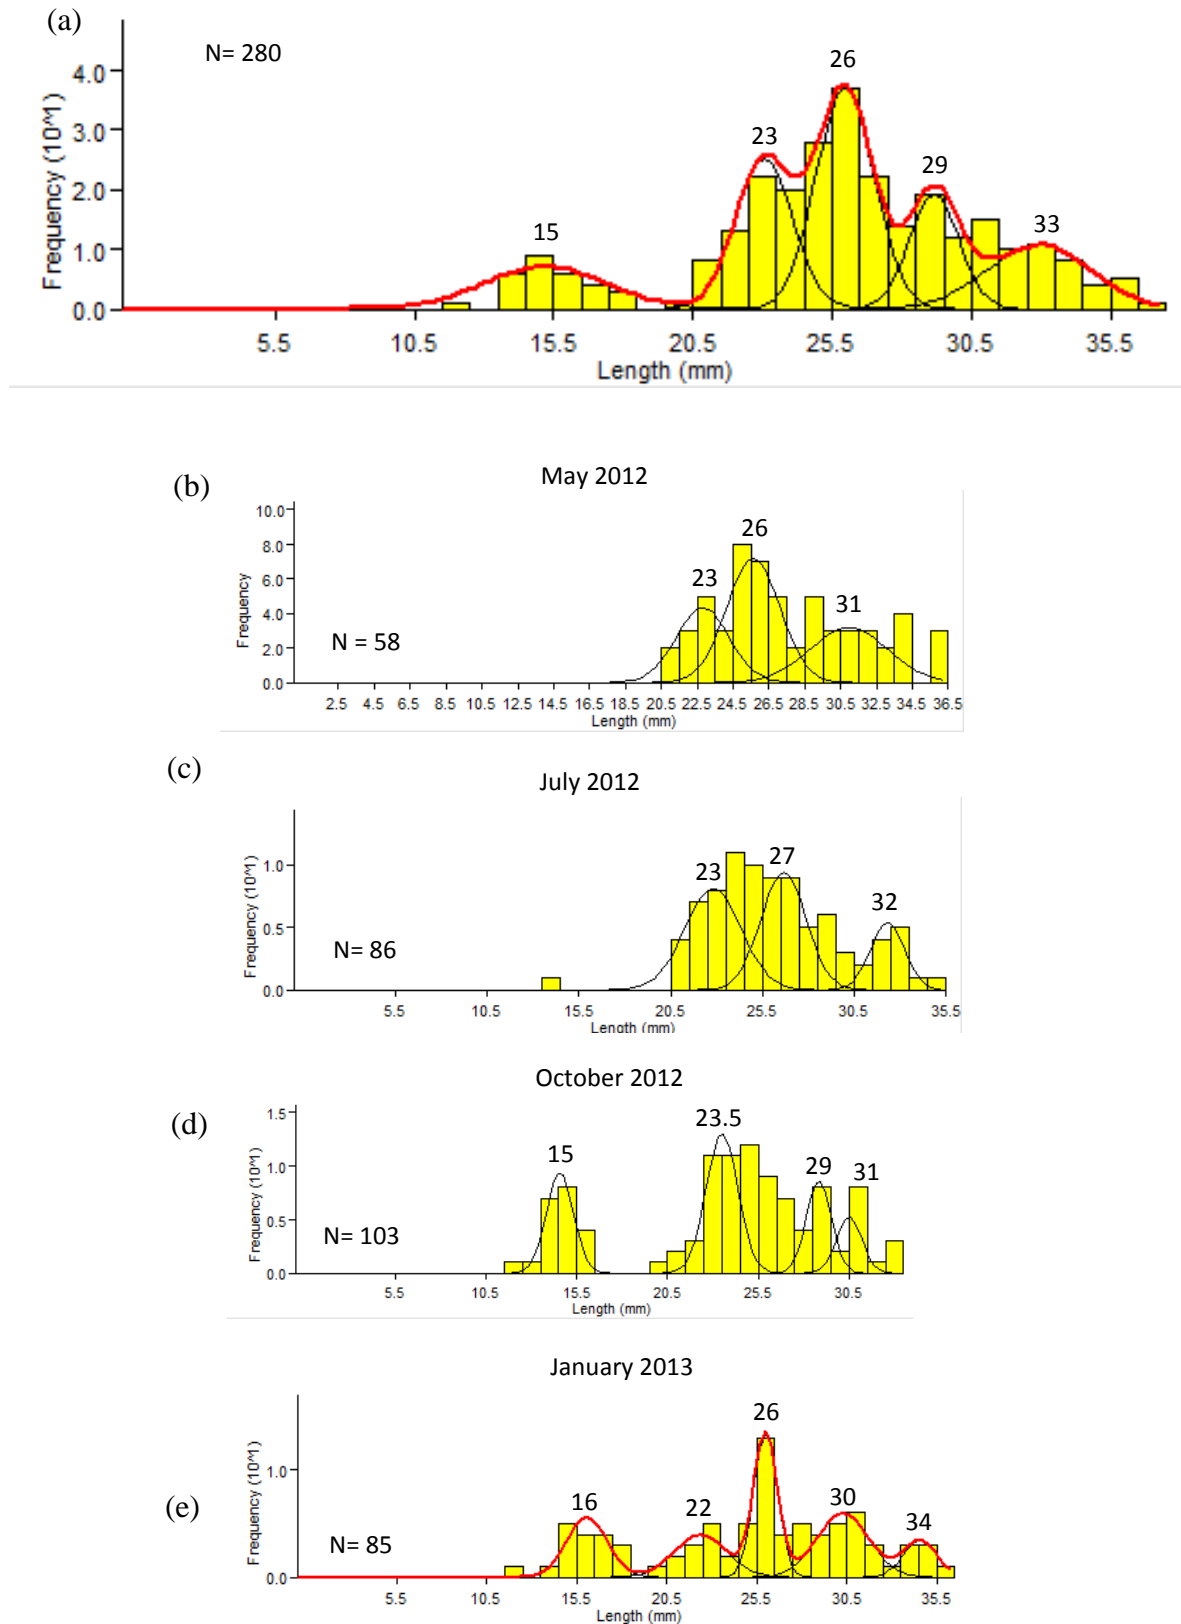 (a)
N= 280
26
23
29
15
33
Frequency (10^1)
4.0
3.0
2.0
1.0
0.0
5.5 10.5 15.5 20.5 25.5 30.5 35.5
Length (mm)
(b)
May 2012
26
23
31
N = 58
Frequency
10.0
8.0
6.0
4.0
2.0
0.0
2.5 4.5 6.5 8.5 10.5 12.5 14.5 16.5 18.5 20.5 22.5 24.5 26.5 28.5 30.5 32.5 34.5 36.5
Length (mm)
(c)
July 2012
23
27
32
N= 86
Frequency (10^1)
1.0
0.5
0.0
5.5 10.5 15.5 20.5 25.5 30.5 35.5
Length (mm)
(d)
October 2012
23.5
15
29
31
N= 103
Frequency (10^1)
1.5
1.0
0.5
0.0
5.5 10.5 15.5 20.5 25.5 30.5
Length (mm)
(e)
January 2013
26
16
22
30
34
N= 85
Frequency (10^1)
1.0
0.0
5.5 10.5 15.5 20.5 25.5 30.5 35.5
Length (mm)